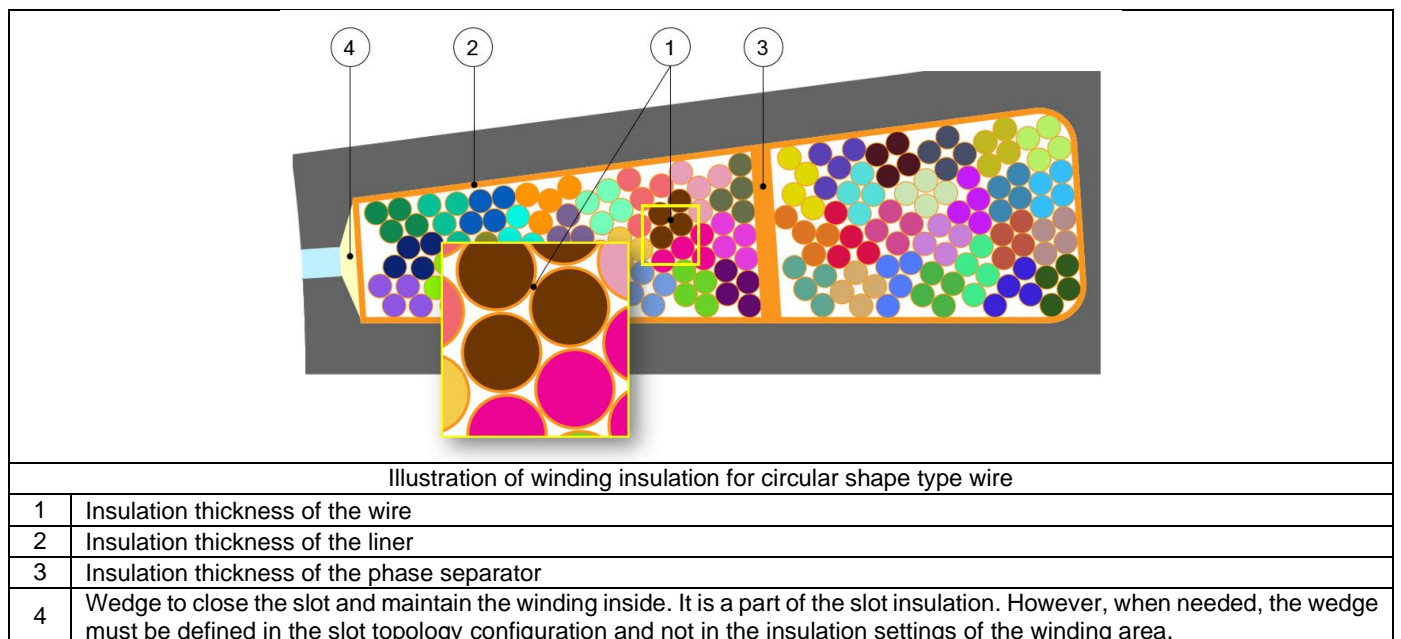 4 2 1 3
Illustration of winding insulation for circular shape type wire
1 Insulation thickness of the wire
2 Insulation thickness of the liner
3 Insulation thickness of the phase separator
4 Wedge to close the slot and maintain the winding inside. It is a part of the slot insulation. However, when needed, the wedge
must be defined in the slot topology configuration and not in the insulation settings of the winding area.